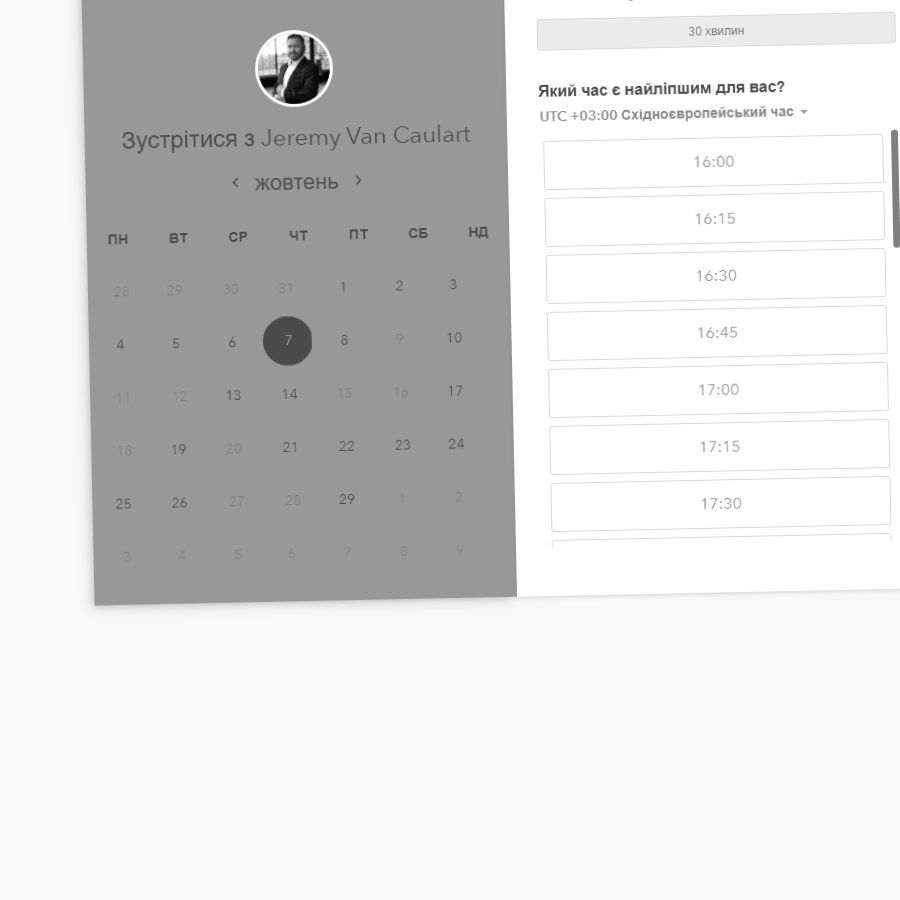 Зустрітися з Jeremy Van Caulart
‹ жовтень ›
ПН ВТ СР ЧТ ПТ СБ НД
28 29 30 31 1 2 3
4 5 6 7 8 9 10
11 12 13 14 15 16 17
18 19 20 21 22 23 24
25 26 27 28 29 1 2
3 4 5 6 7 8 9
30 хвилин
Який час є найліпшим для вас?
UTC +03:00 Східноєвропейський час
16:00
16:15
16:30
16:45
17:00
17:15
17:30